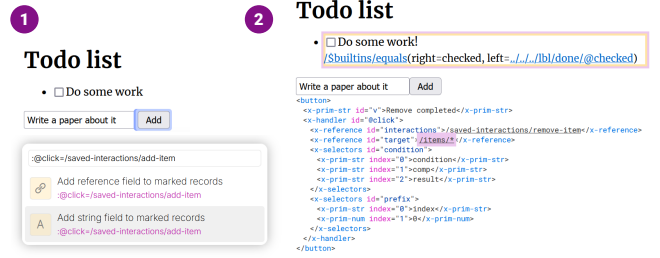 1
Todo list
Do some work
Write a paper about it Add
:@click=/saved-interactions/add-item
Add reference field to marked records
:@click=/saved-interactions/add-item
A
Add string field to marked records
:@click=/saved-interactions/add-item
2
Todo list
Do some work!
/$builtins/equals(right=checked, left=../../../lbl/done/@checked)
Write a paper about it Add
<button>
<x-prim-str id="v">Remove completed</x-prim-str>
<x-handler id="@click">
<x-reference id="interactions">/saved-interactions/remove-item</x-reference>
<x-reference id="target">/items/*</x-reference>
<x-selectors id="condition">
<x-prim-str index="0">condition</x-prim-str>
<x-prim-str index="1">comp</x-prim-str>
<x-prim-str index="2">result</x-prim-str>
</x-selectors>
<x-selectors id="prefix">
<x-prim-str index="0">index</x-prim-str>
<x-prim-num index="1">0</x-prim-num>
</x-selectors>
</x-handler>
</button>